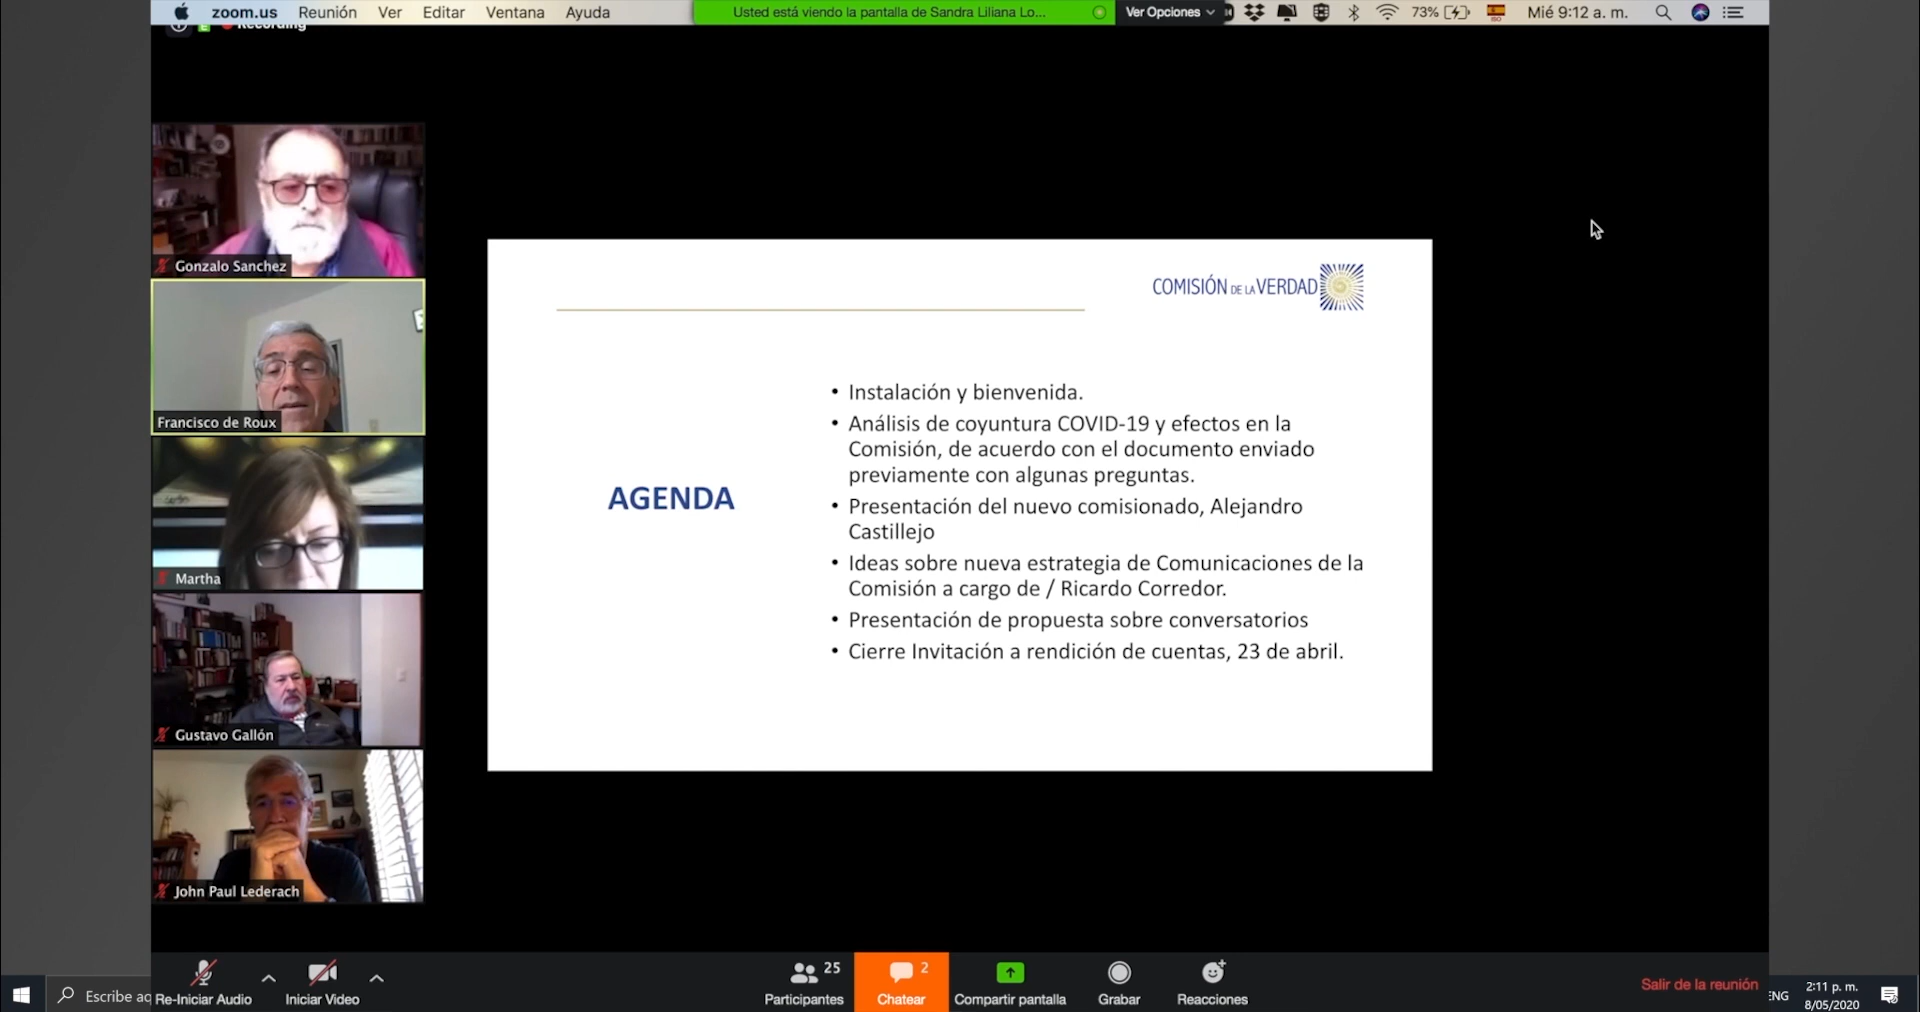 zoom.us Reunión Ver Editar Ventana Ayuda
Usted está viendo la pantalla de Sandra Liliana Lo...
Ver Opciones
73%
ISO
Mié 9:12 a. m.
Recording
Gonzalo Sanchez
Francisco de Roux
Martha
Gustavo Gallón
John Paul Lederach
COMISIÓN DE LA VERDAD
AGENDA
• Instalación y bienvenida.
• Análisis de coyuntura COVID-19 y efectos en la
Comisión, de acuerdo con el documento enviado
previamente con algunas preguntas.
• Presentación del nuevo comisionado, Alejandro
Castillejo
• Ideas sobre nueva estrategia de Comunicaciones de la
Comisión a cargo de / Ricardo Corredor.
• Presentación de propuesta sobre conversatorios
• Cierre Invitación a rendición de cuentas, 23 de abril.
Escribe aq
Re-Iniciar Audio
Iniciar Video
25
Participantes
2
Chatear
Compartir pantalla
Grabar
Reacciones
Salir de la reunión
ENG
2:11 p. m.
8/05/2020